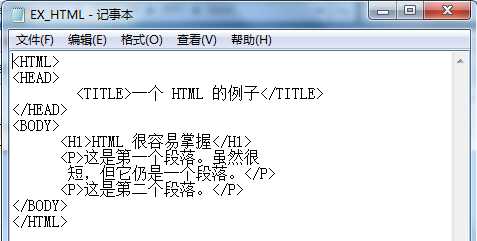 EX_HTML - 记事本
文件(F) 编辑(E) 格式(O) 查看(V) 帮助(H)
<HTML>
<HEAD>
<TITLE>一个 HTML 的例子</TITLE>
</HEAD>
<BODY>
<H1>HTML 很容易掌握</H1>
<P>这是第一个段落。虽然很
短，但它仍是一个段落。</P>
<P>这是第二个段落。</P>
</BODY>
</HTML>